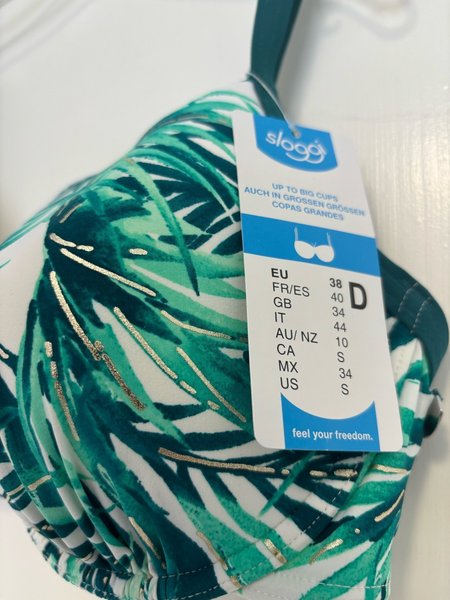 sloggi
UP TO BIG CUPS
AUCH IN GROSSEN GRÖSSEN
COPAS GRANDES
EU 38 D
FR/ES 40
GB 34
IT 44
AU/ NZ 10
CA S
MX 34
US S
feel your freedom.